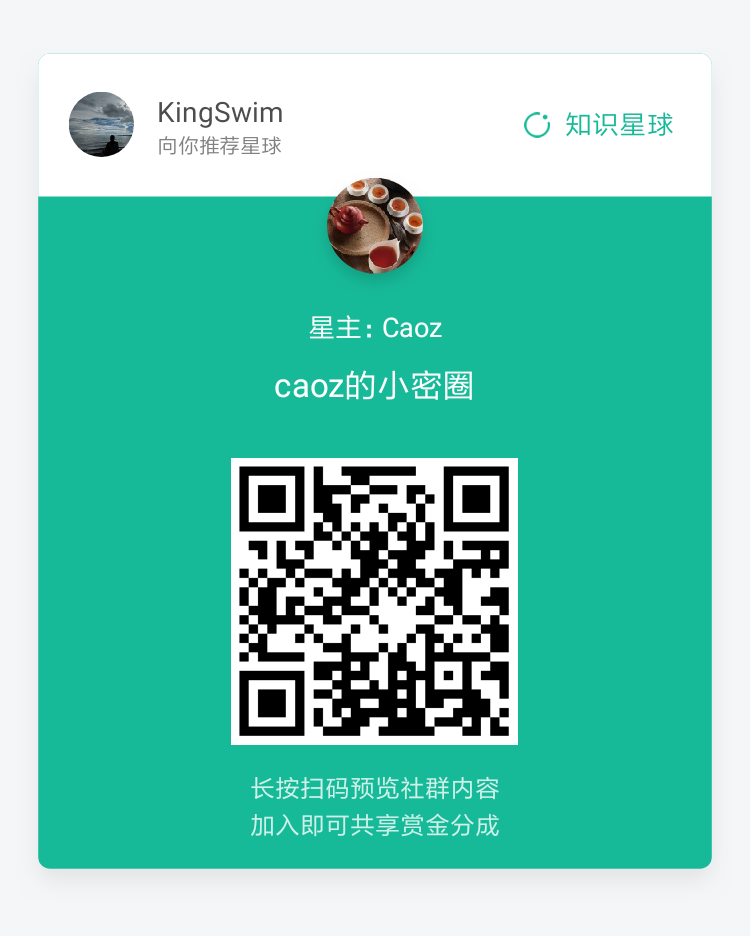 KingSwim
向你推荐星球
知识星球
星主：Caoz
caoz的小密圈
长按扫码预览社群内容
加入即可共享赏金分成